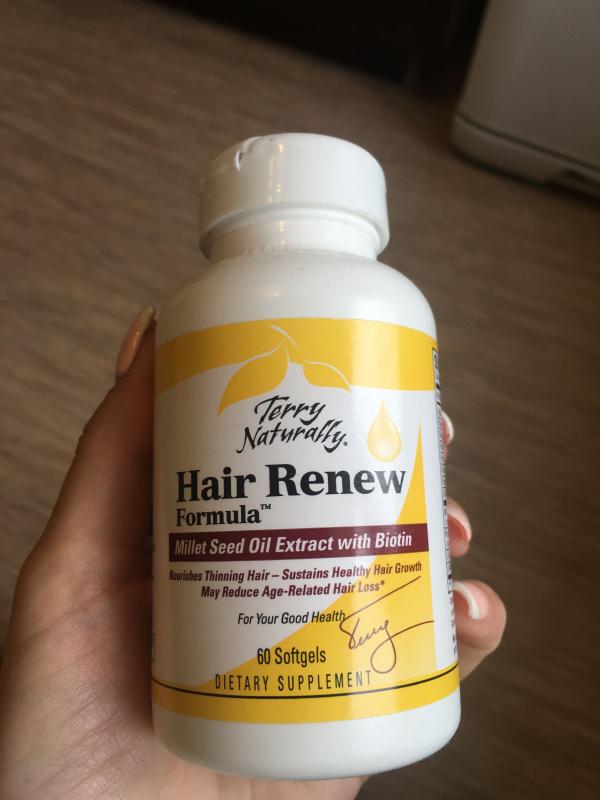 Terry
Naturally®
Hair Renew
Formula™
Millet Seed Oil Extract with Biotin
Nourishes Thinning Hair – Sustains Healthy Hair Growth
May Reduce Age-Related Hair Loss*
For Your Good Health,
Terry
60 Softgels
DIETARY SUPPLEMENT